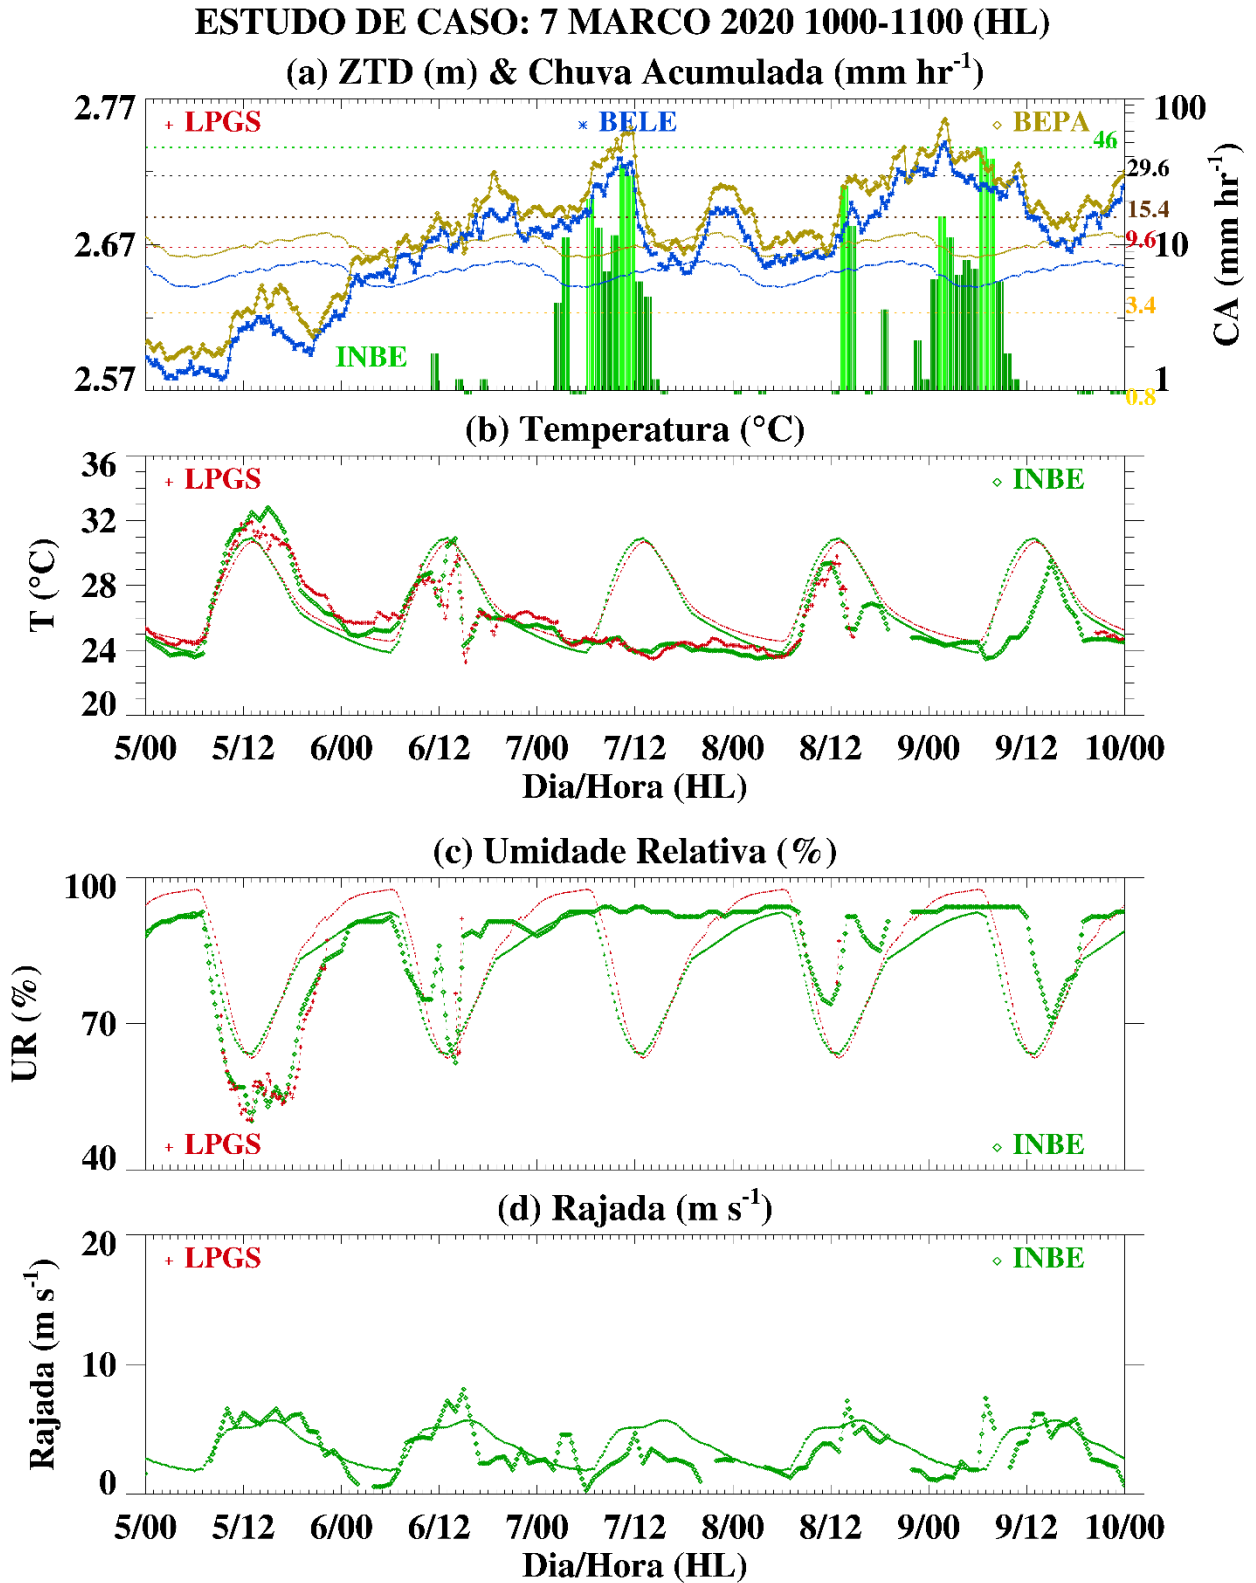 ESTUDO DE CASO: 7 MARCO 2020 1000-1100 (HL)
(a) ZTD (m) & Chuva Acumulada (mm hr⁻¹)
2.77
2.67
2.57
LPGS
BELE
BEPA
INBE
100
10
1
46
29.6
15.4
9.6
3.4
0.8
CA (mm hr⁻¹)
(b) Temperatura (°C)
T (°C)
36
32
28
24
20
LPGS
INBE
5/00 5/12 6/00 6/12 7/00 7/12 8/00 8/12 9/00 9/12 10/00
Dia/Hora (HL)
(c) Umidade Relativa (%)
UR (%)
100
70
40
LPGS
INBE
(d) Rajada (m s⁻¹)
Rajada (m s⁻¹)
20
10
0
LPGS
INBE
5/00 5/12 6/00 6/12 7/00 7/12 8/00 8/12 9/00 9/12 10/00
Dia/Hora (HL)